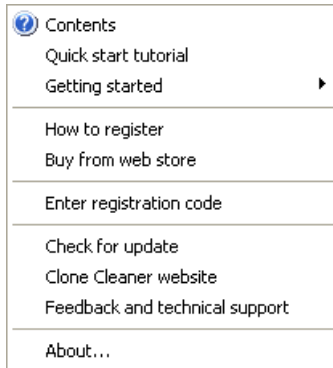 Contents
Quick start tutorial
Getting started
How to register
Buy from web store
Enter registration code
Check for update
Clone Cleaner website
Feedback and technical support
About...